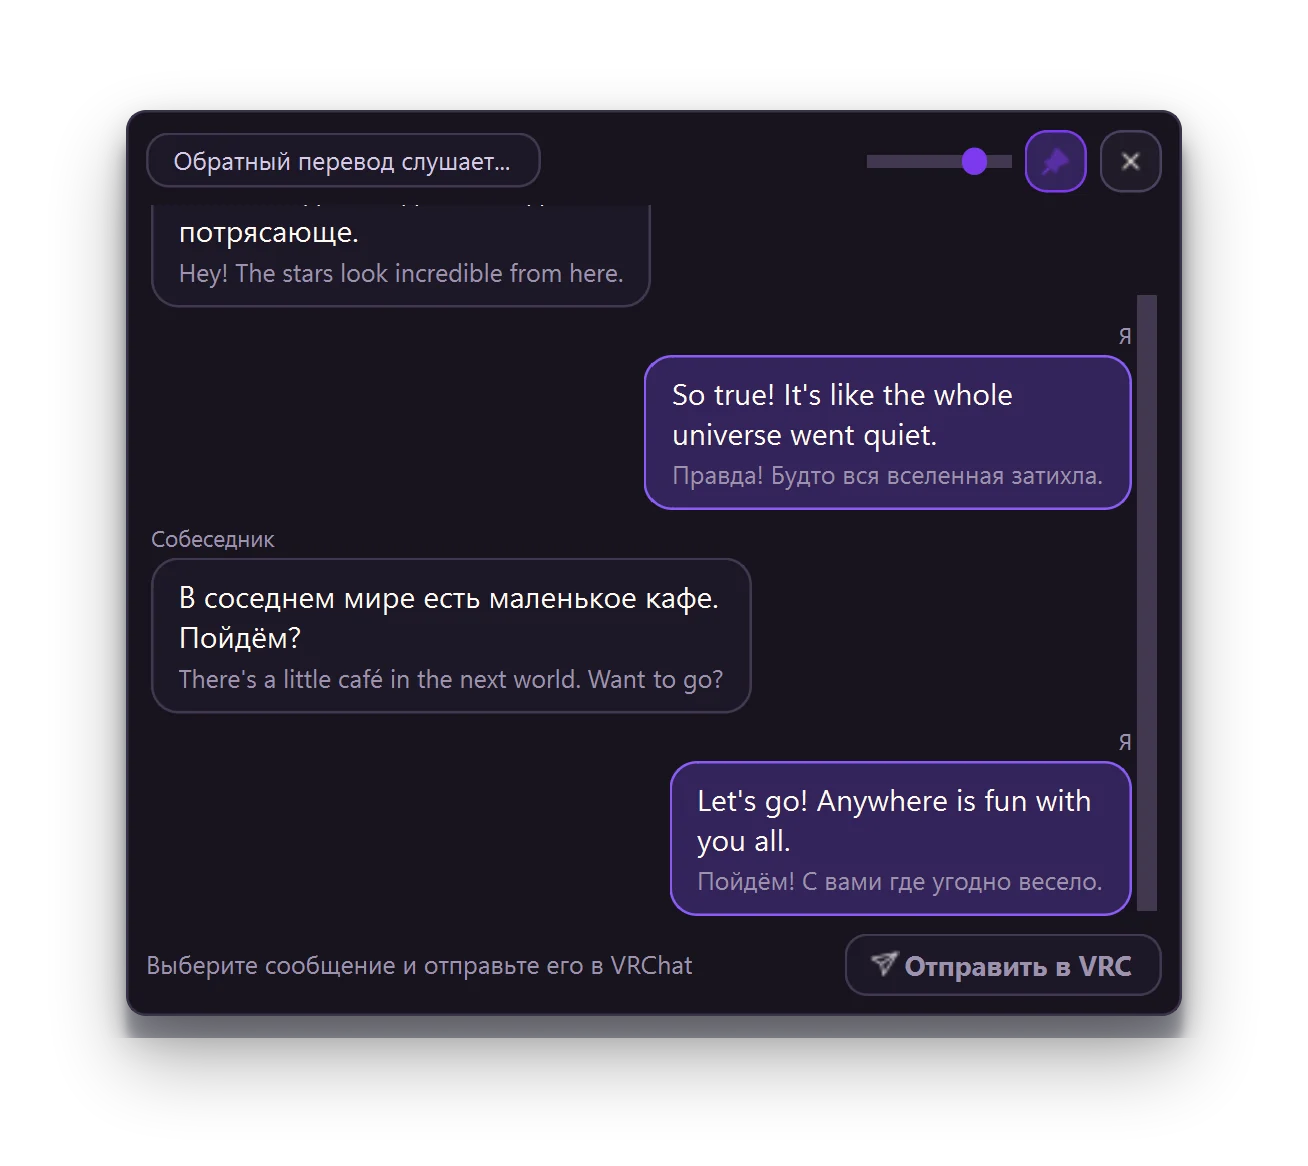 Обратный перевод слушает...
потрясающе.
Hey! The stars look incredible from here.
Я
So true! It's like the whole
universe went quiet.
Правда! Будто вся вселенная затихла.
Собеседник
В соседнем мире есть маленькое кафе.
Пойдём?
There's a little café in the next world. Want to go?
Я
Let's go! Anywhere is fun with
you all.
Пойдём! С вами где угодно весело.
Выберите сообщение и отправьте его в VRChat
Отправить в VRC